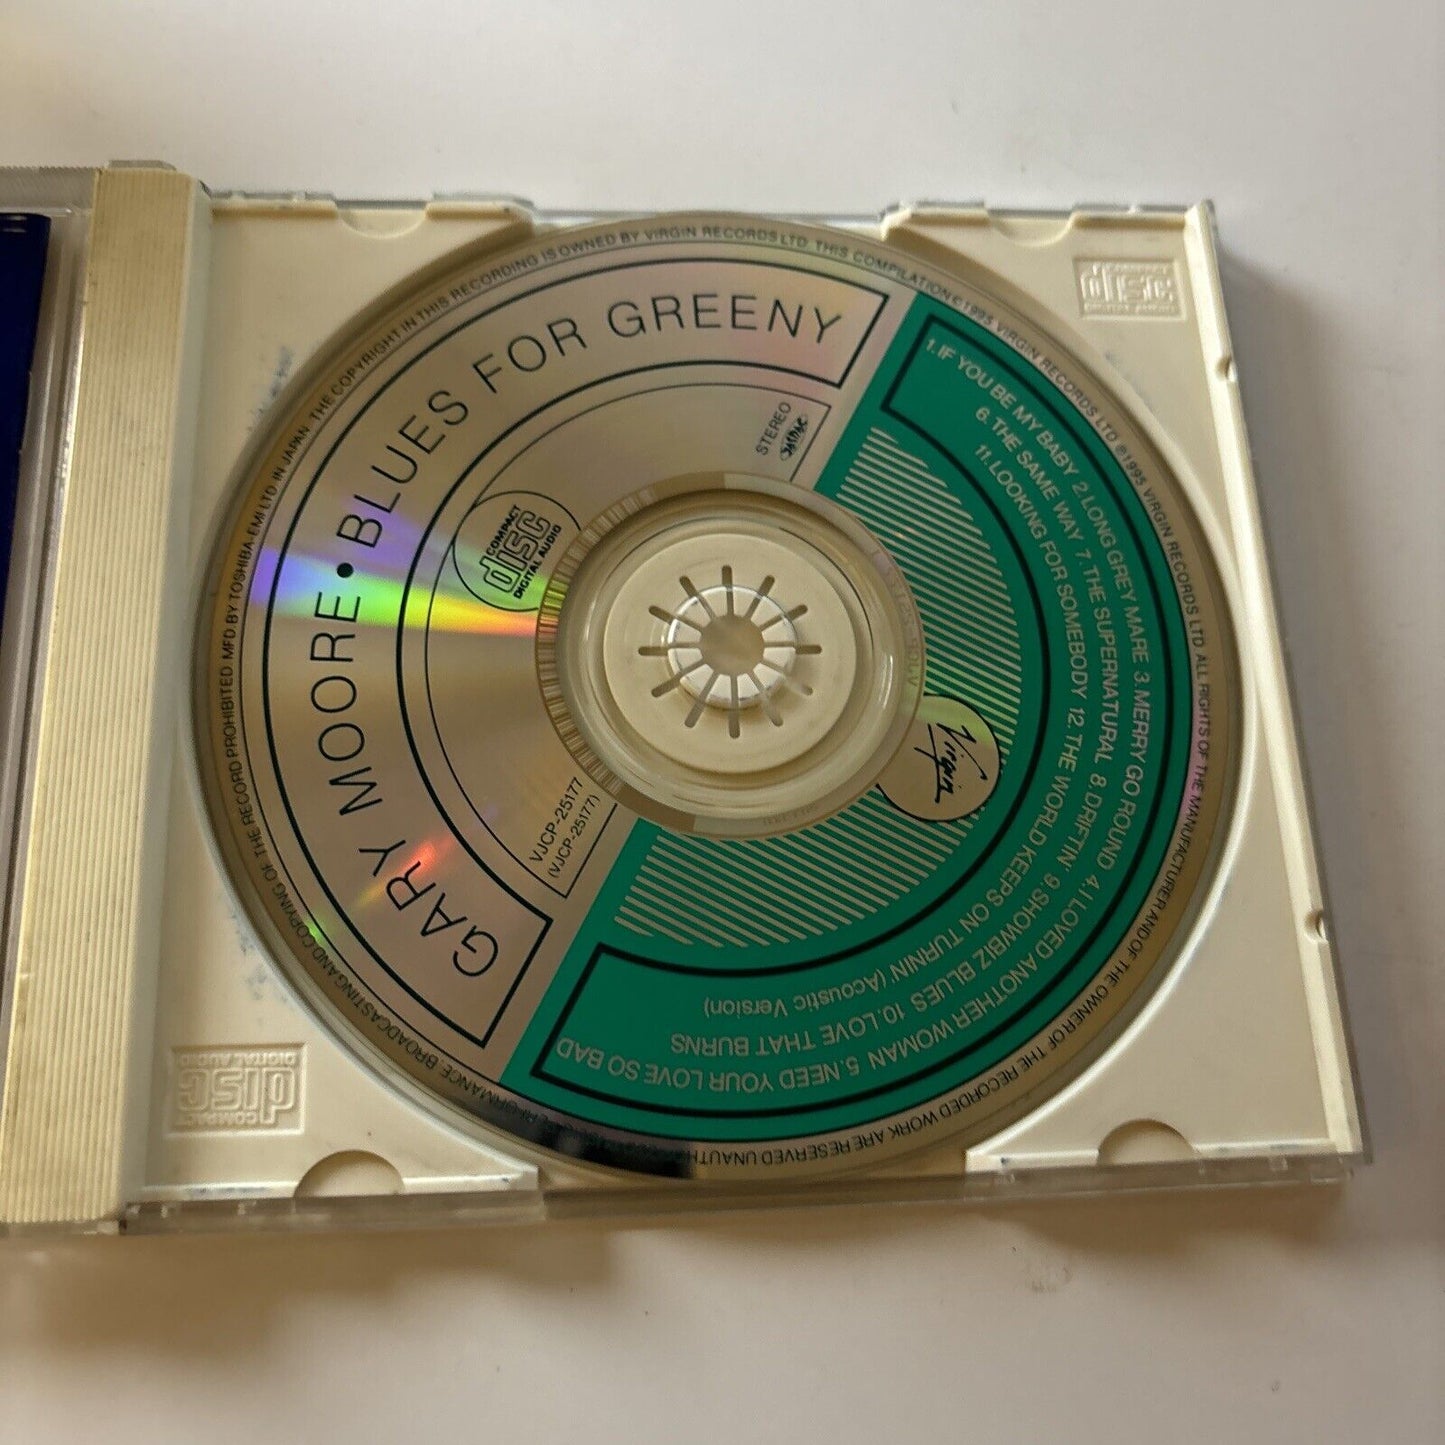 GARY MOORE • BLUES FOR GREENY
STEREO
COMPACT
disc
DIGITAL AUDIO
VJCP-25177
(VJCP-25177)
Virgin
1. IF YOU BE MY BABY 2. LONG GREY MARE 3. MERRY GO ROUND 4. I LOVED ANOTHER WOMAN 5. NEED YOUR LOVE SO BAD
6. THE SAME WAY 7. THE SUPERNATURAL 8. DRIFTIN' 9 SHOWBIZ BLUES 10. LOVE THAT BURNS
11. LOOKING FOR SOMEBODY 12. THE WORLD KEEPS ON TURNIN' (Acoustic Version)
MFD. BY TOSHIBA-EMI LTD. IN JAPAN. THE COPYRIGHT IN THIS RECORDING IS OWNED BY VIRGIN RECORDS LTD. THIS COMPILATION © 1995 VIRGIN RECORDS LTD ℗ 1995 VIRGIN RECORDS LTD. ALL RIGHTS OF THE MANUFACTURER AND OF THE OWNER OF THE RECORDED WORK ARE RESERVED UNAUTH
BROADCASTING AND COPYING OF THE RECORD PROHIBITED.
COMPACT
disc
DIGITAL AUDIO
COMPACT
disc
DIGITAL AUDIO